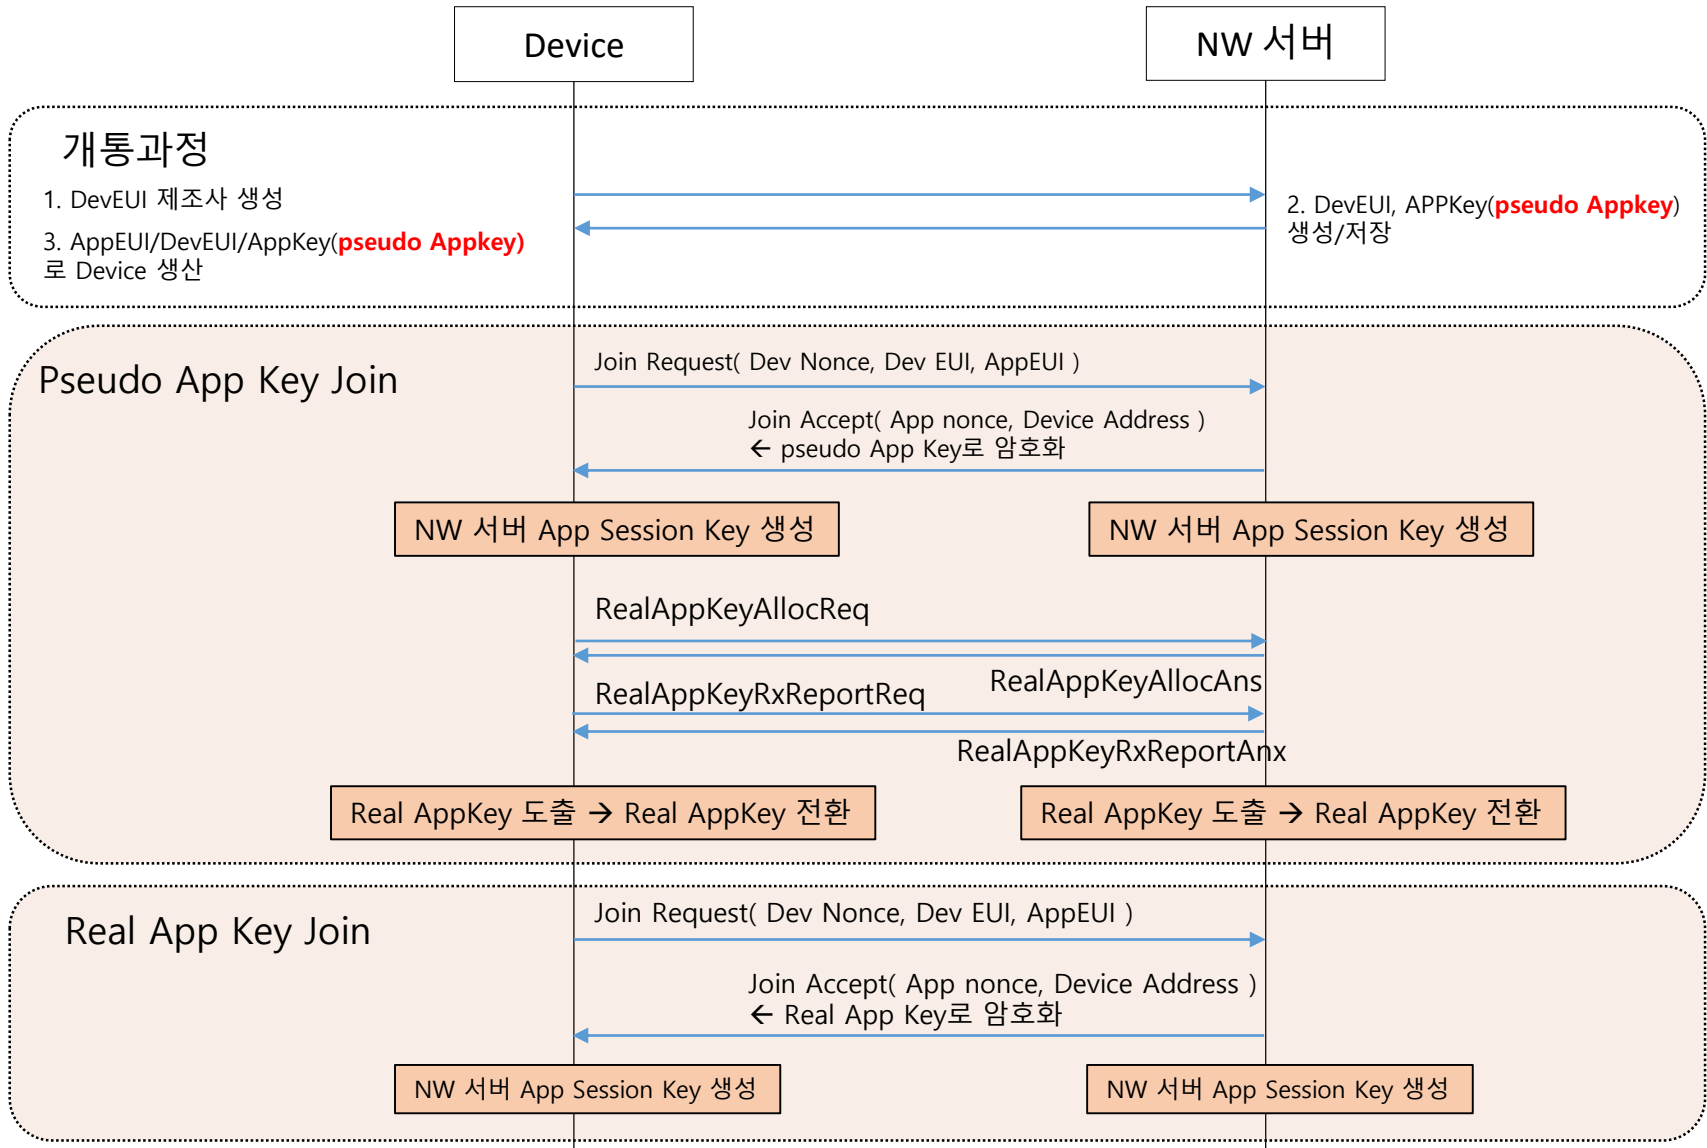 Device
NW 서버
개통과정
1. DevEUI 제조사 생성
2. DevEUI, APPKey(pseudo Appkey)
생성/저장
3. AppEUI/DevEUI/AppKey(pseudo Appkey)
로 Device 생산
Pseudo App Key Join
Join Request( Dev Nonce, Dev EUI, AppEUI )
Join Accept( App nonce, Device Address )
← pseudo App Key로 암호화
NW 서버 App Session Key 생성
NW 서버 App Session Key 생성
RealAppKeyAllocReq
RealAppKeyAllocAns
RealAppKeyRxReportReq
RealAppKeyRxReportAnx
Real AppKey 도출 → Real AppKey 전환
Real AppKey 도출 → Real AppKey 전환
Real App Key Join
Join Request( Dev Nonce, Dev EUI, AppEUI )
Join Accept( App nonce, Device Address )
← Real App Key로 암호화
NW 서버 App Session Key 생성
NW 서버 App Session Key 생성